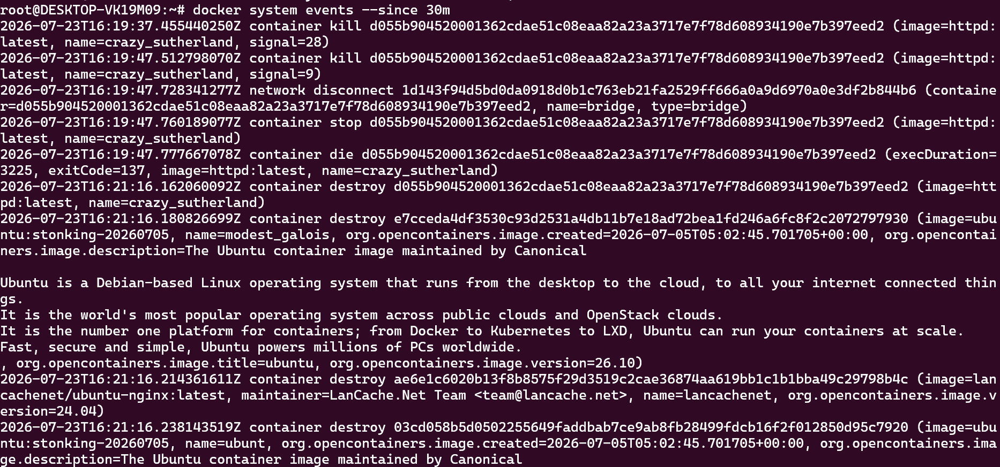 root@DESKTOP-VK19M09:~# docker system events --since 30m
2026-07-23T16:19:37.455440250Z container kill d055b904520001362cdae51c08eaa82a23a3717e7f78d608934190e7b397eed2 (image=httpd:
latest, name=crazy_sutherland, signal=28)
2026-07-23T16:19:47.512798070Z container kill d055b904520001362cdae51c08eaa82a23a3717e7f78d608934190e7b397eed2 (image=httpd:
latest, name=crazy_sutherland, signal=9)
2026-07-23T16:19:47.728341277Z network disconnect 1d143f94d5bd0da0918d0b1c763eb21fa2529ff666a0a9d6970a0e3df2b844b6 (containe
r=d055b904520001362cdae51c08eaa82a23a3717e7f78d608934190e7b397eed2, name=bridge, type=bridge)
2026-07-23T16:19:47.760189077Z container stop d055b904520001362cdae51c08eaa82a23a3717e7f78d608934190e7b397eed2 (image=httpd:
latest, name=crazy_sutherland)
2026-07-23T16:19:47.777667078Z container die d055b904520001362cdae51c08eaa82a23a3717e7f78d608934190e7b397eed2 (execDuration=
3225, exitCode=137, image=httpd:latest, name=crazy_sutherland)
2026-07-23T16:21:16.162060092Z container destroy d055b904520001362cdae51c08eaa82a23a3717e7f78d608934190e7b397eed2 (image=htt
pd:latest, name=crazy_sutherland)
2026-07-23T16:21:16.180826699Z container destroy e7cceda4df3530c93d2531a4db11b7e18ad72bea1fd246a6fc8f2c2072797930 (image=ubu
ntu:stonking-20260705, name=modest_galois, org.opencontainers.image.created=2026-07-05T05:02:45.701705+00:00, org.opencontai
ners.image.description=The Ubuntu container image maintained by Canonical
Ubuntu is a Debian-based Linux operating system that runs from the desktop to the cloud, to all your internet connected thin
gs.
It is the world's most popular operating system across public clouds and OpenStack clouds.
It is the number one platform for containers; from Docker to Kubernetes to LXD, Ubuntu can run your containers at scale.
Fast, secure and simple, Ubuntu powers millions of PCs worldwide.
, org.opencontainers.image.title=ubuntu, org.opencontainers.image.version=26.10)
2026-07-23T16:21:16.214361611Z container destroy ae6e1c6020b13f8b8575f29d3519c2cae36874aa619bb1c1b1bba49c29798b4c (image=lan
cachenet/ubuntu-nginx:latest, maintainer=LanCache.Net Team <team@lancache.net>, name=lancachenet, org.opencontainers.image.v
ersion=24.04)
2026-07-23T16:21:16.238143519Z container destroy 03cd058b5d0502255649faddbab7ce9ab8fb28499fdcb16f2f012850d95c7920 (image=ubu
ntu:stonking-20260705, name=ubunt, org.opencontainers.image.created=2026-07-05T05:02:45.701705+00:00, org.opencontainers.ima
ge.description=The Ubuntu container image maintained by Canonical